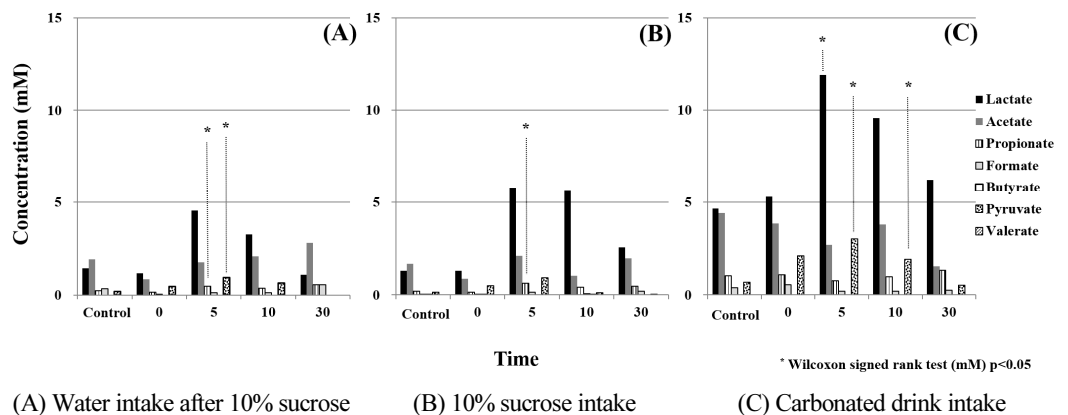 15
10
5
0
Concentration (mM)
(A)
*
*
Control 0 5 10 30
15
10
5
0
(B)
*
Control 0 5 10 30
15
10
5
0
(C)
*
*
*
Control 0 5 10 30
Lactate
Acetate
Propionate
Formate
Butyrate
Pyruvate
Valerate
Time
* Wilcoxon signed rank test (mM) p<0.05
(A) Water intake after 10% sucrose (B) 10% sucrose intake (C) Carbonated drink intake